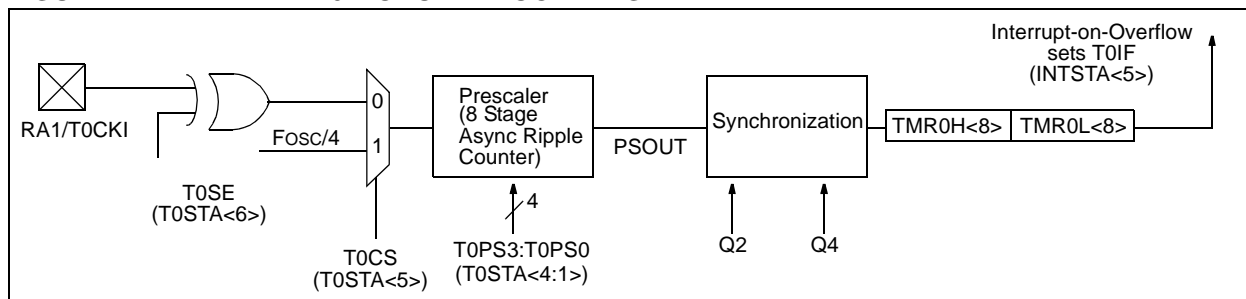 Interrupt-on-Overflow
sets T0IF
(INTSTA<5>)
RA1/T0CKI
0
1
FOSC/4
Prescaler
(8 Stage
Async Ripple
Counter)
PSOUT
Synchronization
TMR0H<8>
TMR0L<8>
T0SE
(T0STA<6>)
4
T0CS
(T0STA<5>)
T0PS3:T0PS0
(T0STA<4:1>)
Q2
Q4